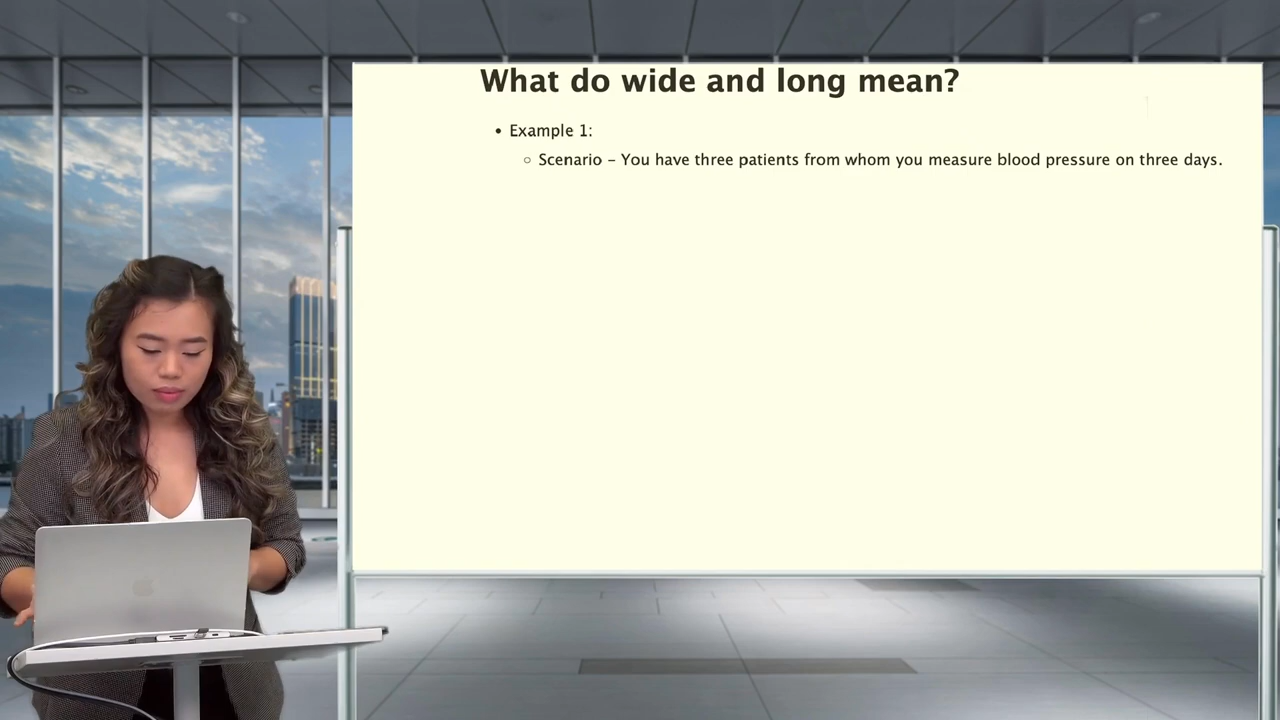 What do wide and long mean?
• Example 1:
○ Scenario – You have three patients from whom you measure blood pressure on three days.